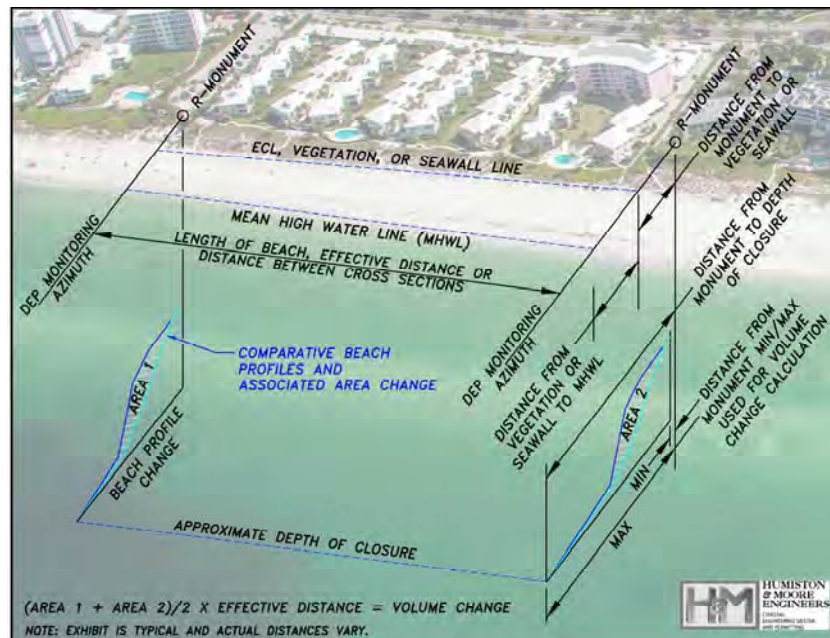 R-MONUMENT
R-MONUMENT
DISTANCE FROM
MONUMENT TO
VEGETATION OR
SEAWALL
ECL, VEGETATION, OR SEAWALL LINE
MEAN HIGH WATER LINE (MHWL)
LENGTH OF BEACH, EFFECTIVE DISTANCE OR
DISTANCE BETWEEN CROSS SECTIONS
DEP MONITORING
AZIMUTH
DISTANCE FROM
MONUMENT TO DEPTH
OF CLOSURE
COMPARATIVE BEACH
PROFILES AND
ASSOCIATED AREA CHANGE
AREA 1
BEACH PROFILE
CHANGE
DEP MONITORING
AZIMUTH
DISTANCE FROM
VEGETATION OR
SEAWALL TO MHWL
AREA 2
DISTANCE FROM
MONUMENT MIN/MAX
USED FOR VOLUME
CHANGE CALCULATION
MIN
MAX
APPROXIMATE DEPTH OF CLOSURE
(AREA 1 + AREA 2)/2 X EFFECTIVE DISTANCE = VOLUME CHANGE
NOTE: EXHIBIT IS TYPICAL AND ACTUAL DISTANCES VARY.
H&M
HUMISTON
& MOORE
ENGINEERS
COASTAL
ENGINEERING DESIGN
AND PERMITTING